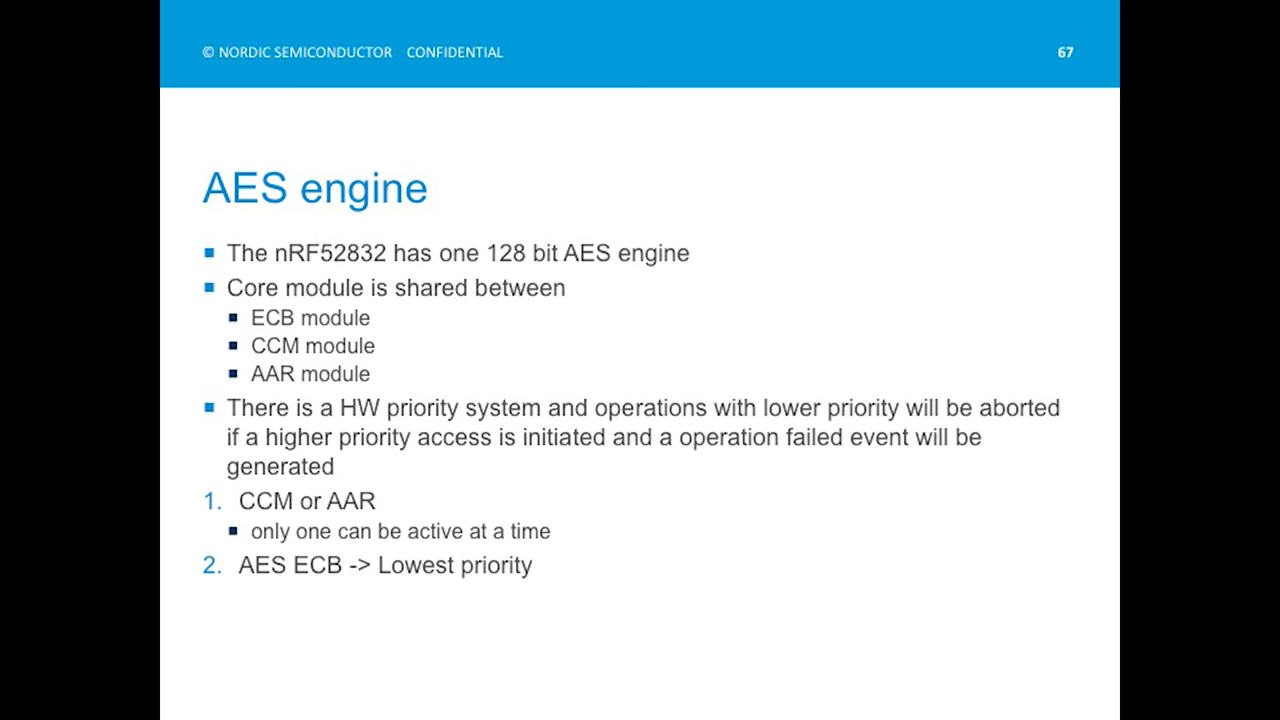 © NORDIC SEMICONDUCTOR CONFIDENTIAL 67
AES engine
The nRF52832 has one 128 bit AES engine
Core module is shared between
ECB module
CCM module
AAR module
There is a HW priority system and operations with lower priority will be aborted
if a higher priority access is initiated and a operation failed event will be
generated
1. CCM or AAR
only one can be active at a time
2. AES ECB -> Lowest priority